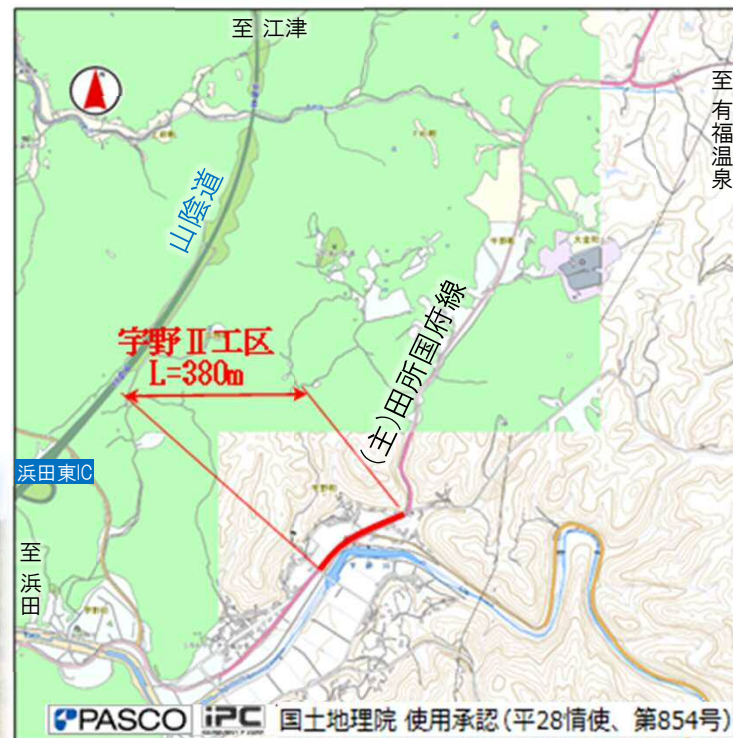 至 江津
至 有福温泉
山陰道
宇野Ⅱ工区
L=380m
(主)田所国府線
浜田東IC
至 浜田
PASCO iPC 国土地理院 使用承認(平28情使、第854号)